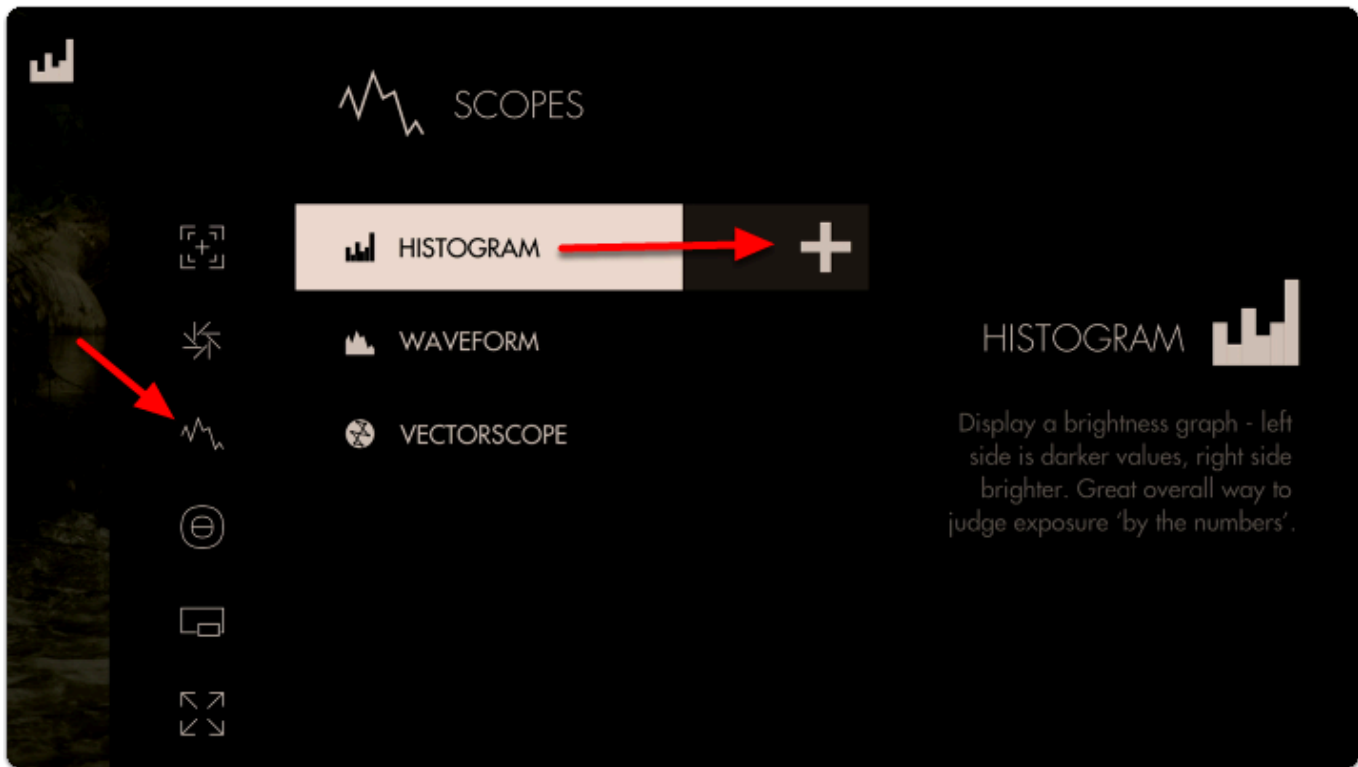 SCOPES
HISTOGRAM
WAVEFORM
VECTORSCOPE
HISTOGRAM
Display a brightness graph - left
side is darker values, right side
brighter. Great overall way to
judge exposure ‘by the numbers’.